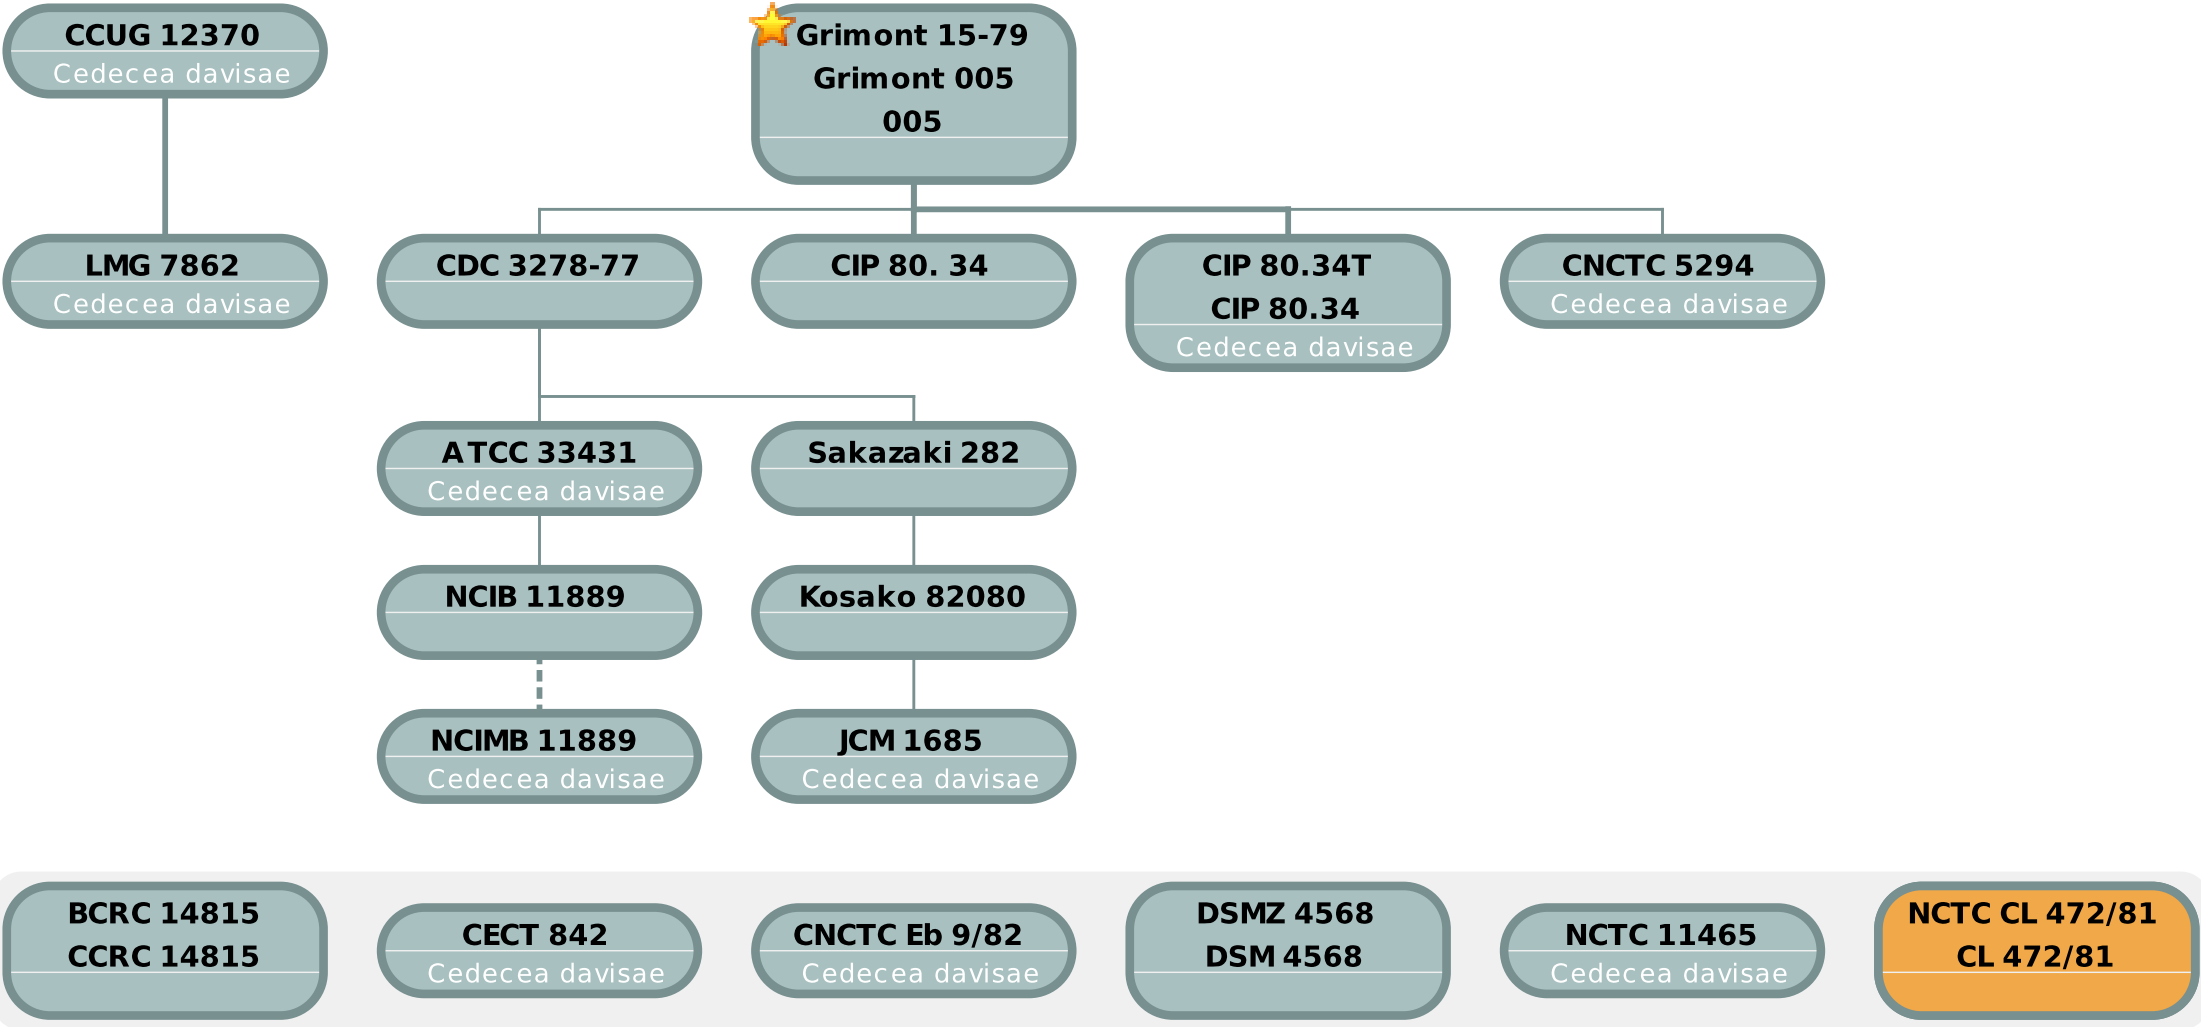 CCUG 12370
Cedecea davisae
Grimont 15-79
Grimont 005
005
LMG 7862
Cedecea davisae
CDC 3278-77
CIP 80. 34
CIP 80.34T
CIP 80.34
Cedecea davisae
CNCTC 5294
Cedecea davisae
ATCC 33431
Cedecea davisae
Sakazaki 282
NCIB 11889
Kosako 82080
NCIMB 11889
Cedecea davisae
JCM 1685
Cedecea davisae
BCRC 14815
CCRC 14815
CECT 842
Cedecea davisae
CNCTC Eb 9/82
Cedecea davisae
DSMZ 4568
DSM 4568
NCTC 11465
Cedecea davisae
NCTC CL 472/81
CL 472/81